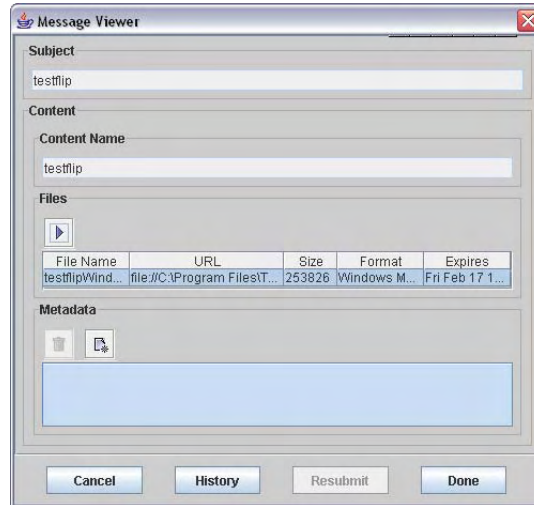 Message Viewer
Subject
testflip
Content
Content Name
testflip
Files
File Name URL Size Format Expires
testflipWind... file://C:\Program Files\T... 253826 Windows M... Fri Feb 17 1...
Metadata
Cancel History Resubmit Done